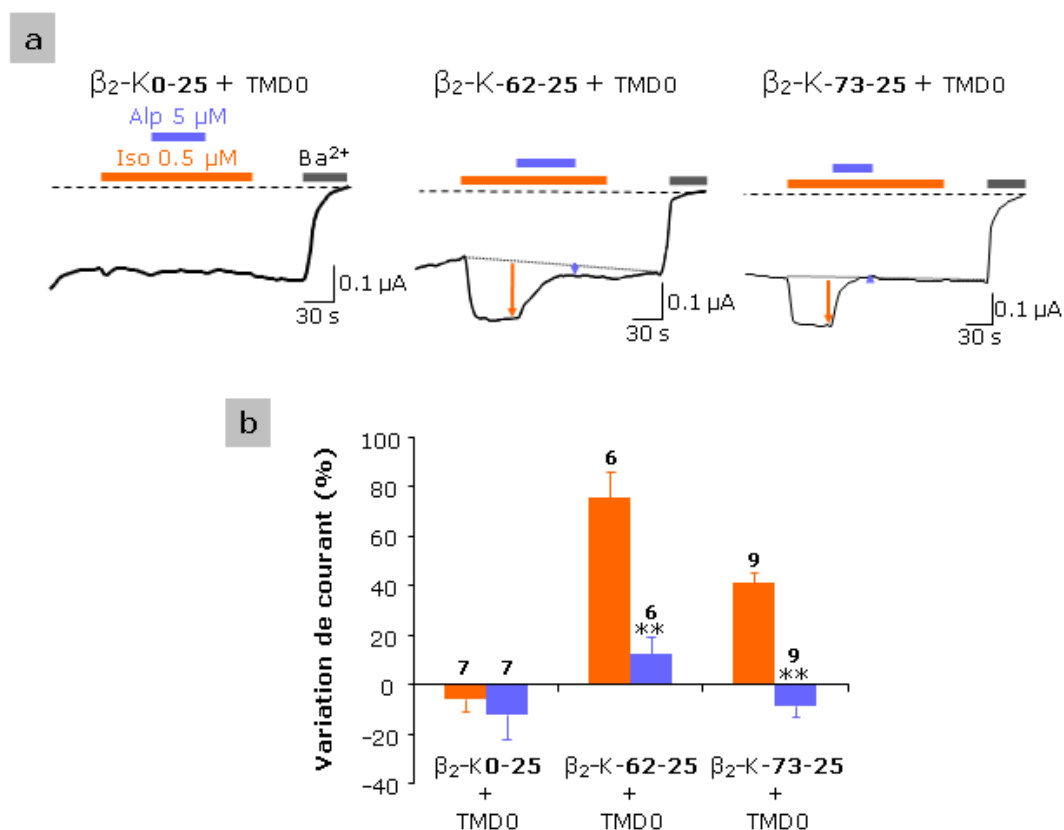 a
β₂-K0-25 + TMD0
β₂-K-62-25 + TMD0
β₂-K-73-25 + TMD0
Alp 5 µM
Iso 0.5 µM
Ba²⁺
0.1 µA
30 s
0.1 µA
30 s
0.1 µA
30 s
b
Variation de courant (%)
100
80
60
40
20
0
-20
-40
7
7
6
6
**
9
9
**
β₂-K0-25
+
TMD0
β₂-K-62-25
+
TMD0
β₂-K-73-25
+
TMD0